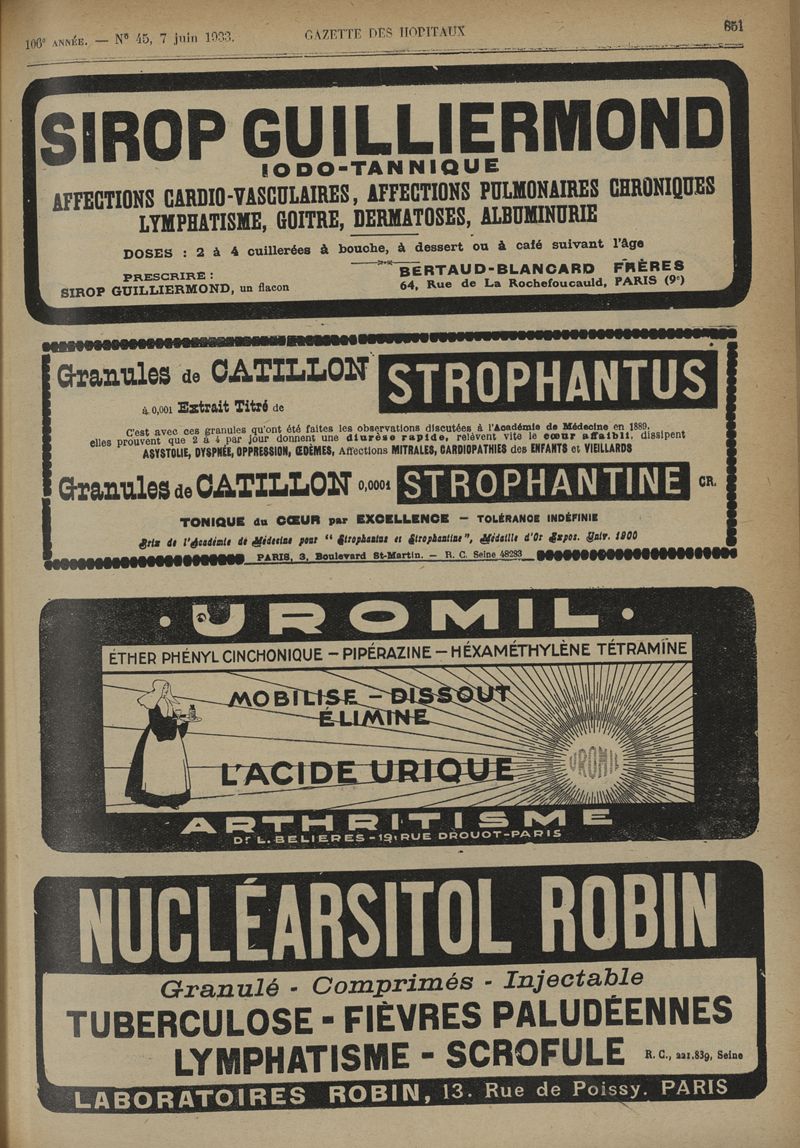 106e ANNÉE. — N° 45, 7 juin 1933.
GAZETTE DES HOPITAUX
851
SIROP GUILLIERMOND
IODO-TANNIQUE
AFFECTIONS CARDIO-VASCULAIRES, AFFECTIONS PULMONAIRES CHRONIQUES
LYMPHATISME, GOITRE, DERMATOSES, ALBUMINURIE
DOSES : 2 à 4 cuillerées à bouche, à dessert ou à café suivant l'âge
PRESCRIRE :
SIROP GUILLIERMOND, un flacon
BERTAUD-BLANCARD FRÈRES
64, Rue de La Rochefoucauld, PARIS (9e)
Granules de CATILLON STROPHANTUS
à 0,001 Extrait Titré de
C'est avec ces granules qu'ont été faites les observations discutées à l'Académie de Médecine en 1889,
elles prouvent que 2 à 4 par jour donnent une diurèse rapide, relèvent vite le cœur affaibli, dissipent
ASYSTOLIE, DYSPNÉE, OPPRESSION, ŒDÈMES, Affections MITRALES, CARDIOPATHIES des ENFANTS et VIEILLARDS
Granules de CATILLON 0,0001 STROPHANTINE CR.
TONIQUE du CŒUR par EXCELLENCE — TOLÉRANCE INDÉFINIE
Prix de l'Académie de Médecine pour "Strophantus et Strophantine", Médaille d'Or Expos. Univ. 1900
PARIS, 3, Boulevard St-Martin. — R. C. Seine 48283
• UROMIL •
ÉTHER PHÉNYL CINCHONIQUE — PIPÉRAZINE — HÉXAMÉTHYLÈNE TÉTRAMINE
MOBILISE — DISSOUT
ÉLIMINE
L'ACIDE URIQUE
UROMIL
ARTHRITISME
Dr L. BELIERES - 19, RUE DROUOT - PARIS
NUCLÉARSITOL ROBIN
Granulé - Comprimés - Injectable
TUBERCULOSE - FIÈVRES PALUDÉENNES
LYMPHATISME - SCROFULE R. C., 221.839, Seine
LABORATOIRES ROBIN, 13. Rue de Poissy. PARIS